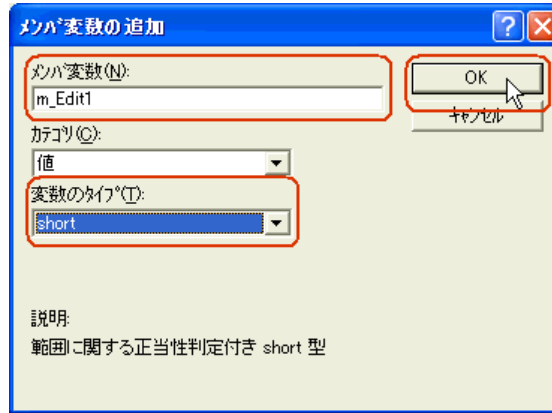 メンバ変数の追加
メンバ変数(N):
m_Edit1
OK
キャンセル
カテゴリ(C):
値
変数のタイプ(T):
short
説明:
範囲に関する正当性判定付き short 型